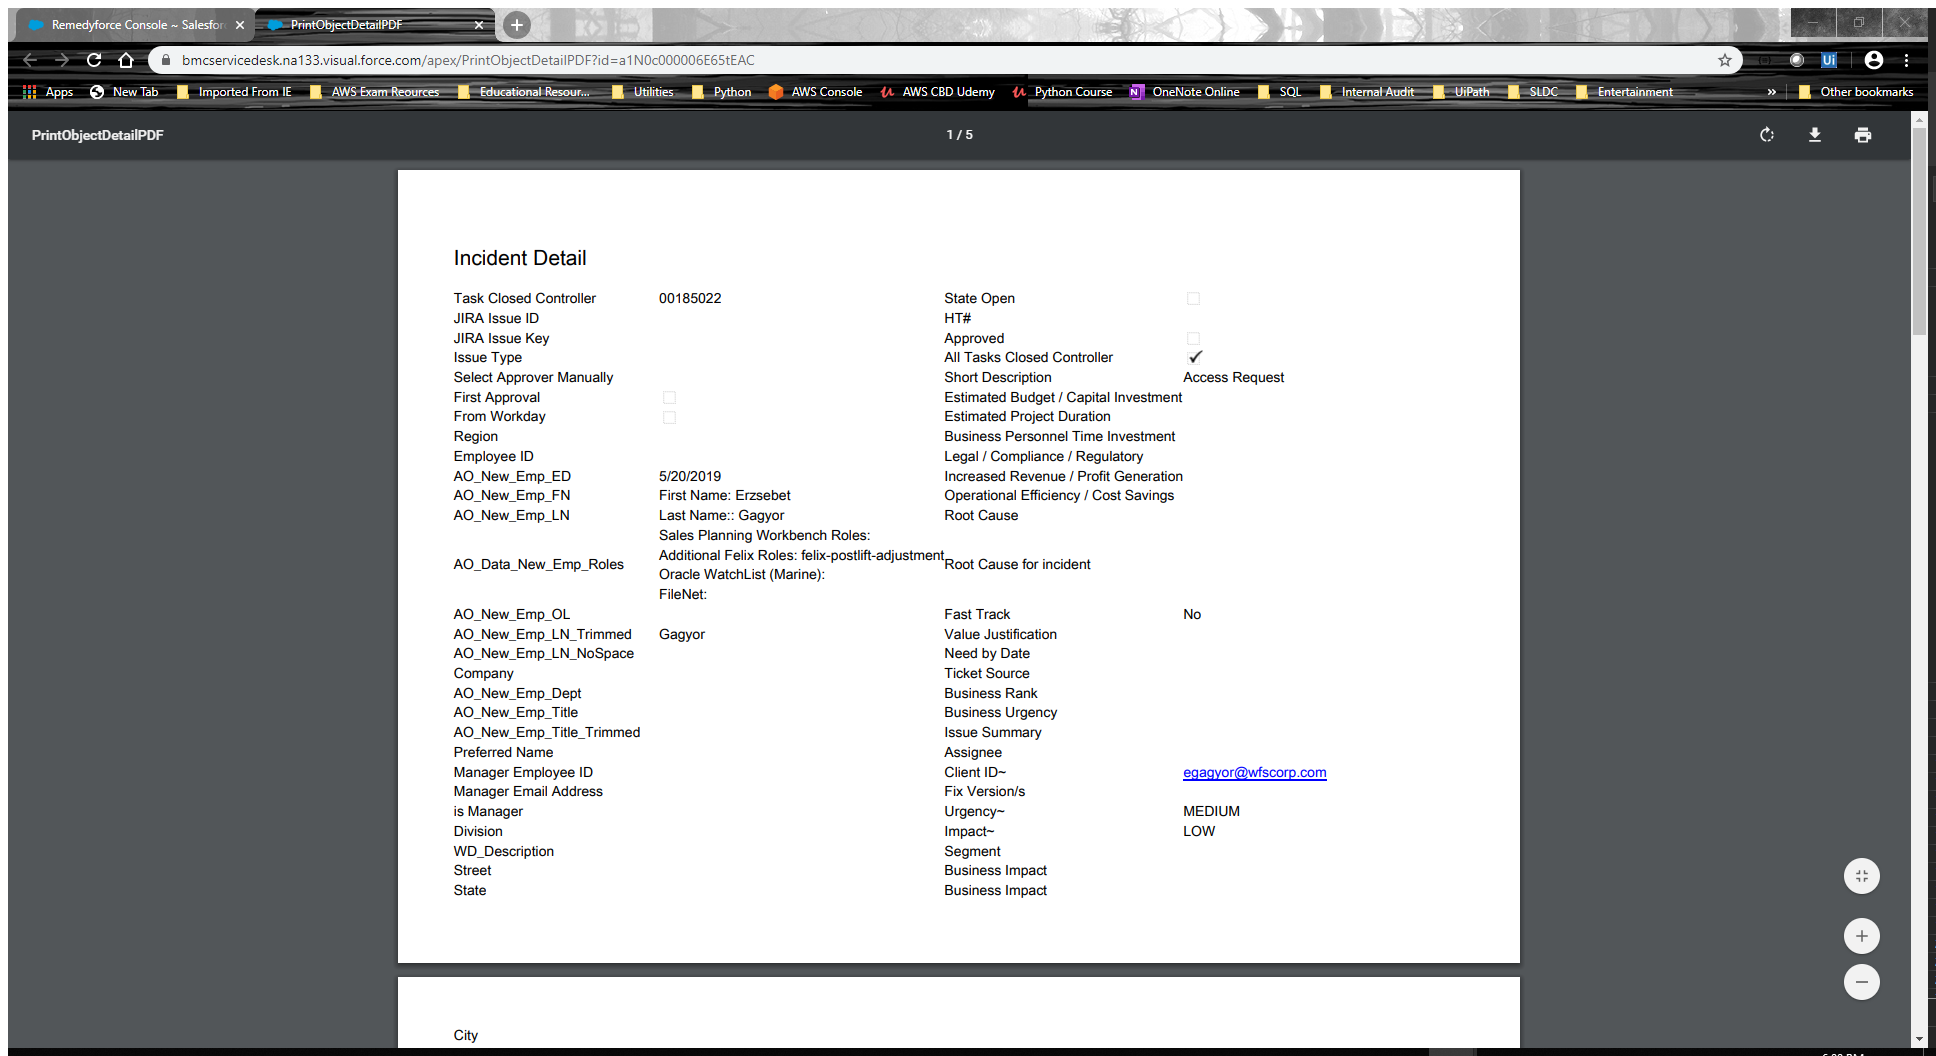 Remedyforce Console ~ Salesfor
PrintObjectDetailPDF
bmcservicedesk.na133.visual.force.com/apex/PrintObjectDetailPDF?id=a1N0c000006E65tEAC
Apps New Tab Imported From IE AWS Exam Reources Educational Resour... Utilities Python AWS Console AWS CBD Udemy Python Course OneNote Online SQL Internal Audit UiPath SLDC Entertainment » Other bookmarks
PrintObjectDetailPDF 1 / 5
Incident Detail
Task Closed Controller 00185022 State Open
JIRA Issue ID HT#
JIRA Issue Key Approved
Issue Type All Tasks Closed Controller
Select Approver Manually Short Description Access Request
First Approval Estimated Budget / Capital Investment
From Workday Estimated Project Duration
Region Business Personnel Time Investment
Employee ID Legal / Compliance / Regulatory
AO_New_Emp_ED 5/20/2019 Increased Revenue / Profit Generation
AO_New_Emp_FN First Name: Erzsebet Operational Efficiency / Cost Savings
AO_New_Emp_LN Last Name:: Gagyor Root Cause
Sales Planning Workbench Roles:
Additional Felix Roles: felix-postlift-adjustment
AO_Data_New_Emp_Roles Root Cause for incident
Oracle WatchList (Marine):
FileNet:
AO_New_Emp_OL Fast Track No
AO_New_Emp_LN_Trimmed Gagyor Value Justification
AO_New_Emp_LN_NoSpace Need by Date
Company Ticket Source
AO_New_Emp_Dept Business Rank
AO_New_Emp_Title Business Urgency
AO_New_Emp_Title_Trimmed Issue Summary
Preferred Name Assignee
Manager Employee ID Client ID~ egagyor@wfscorp.com
Manager Email Address Fix Version/s
is Manager Urgency~ MEDIUM
Division Impact~ LOW
WD_Description Segment
Street Business Impact
State Business Impact
City